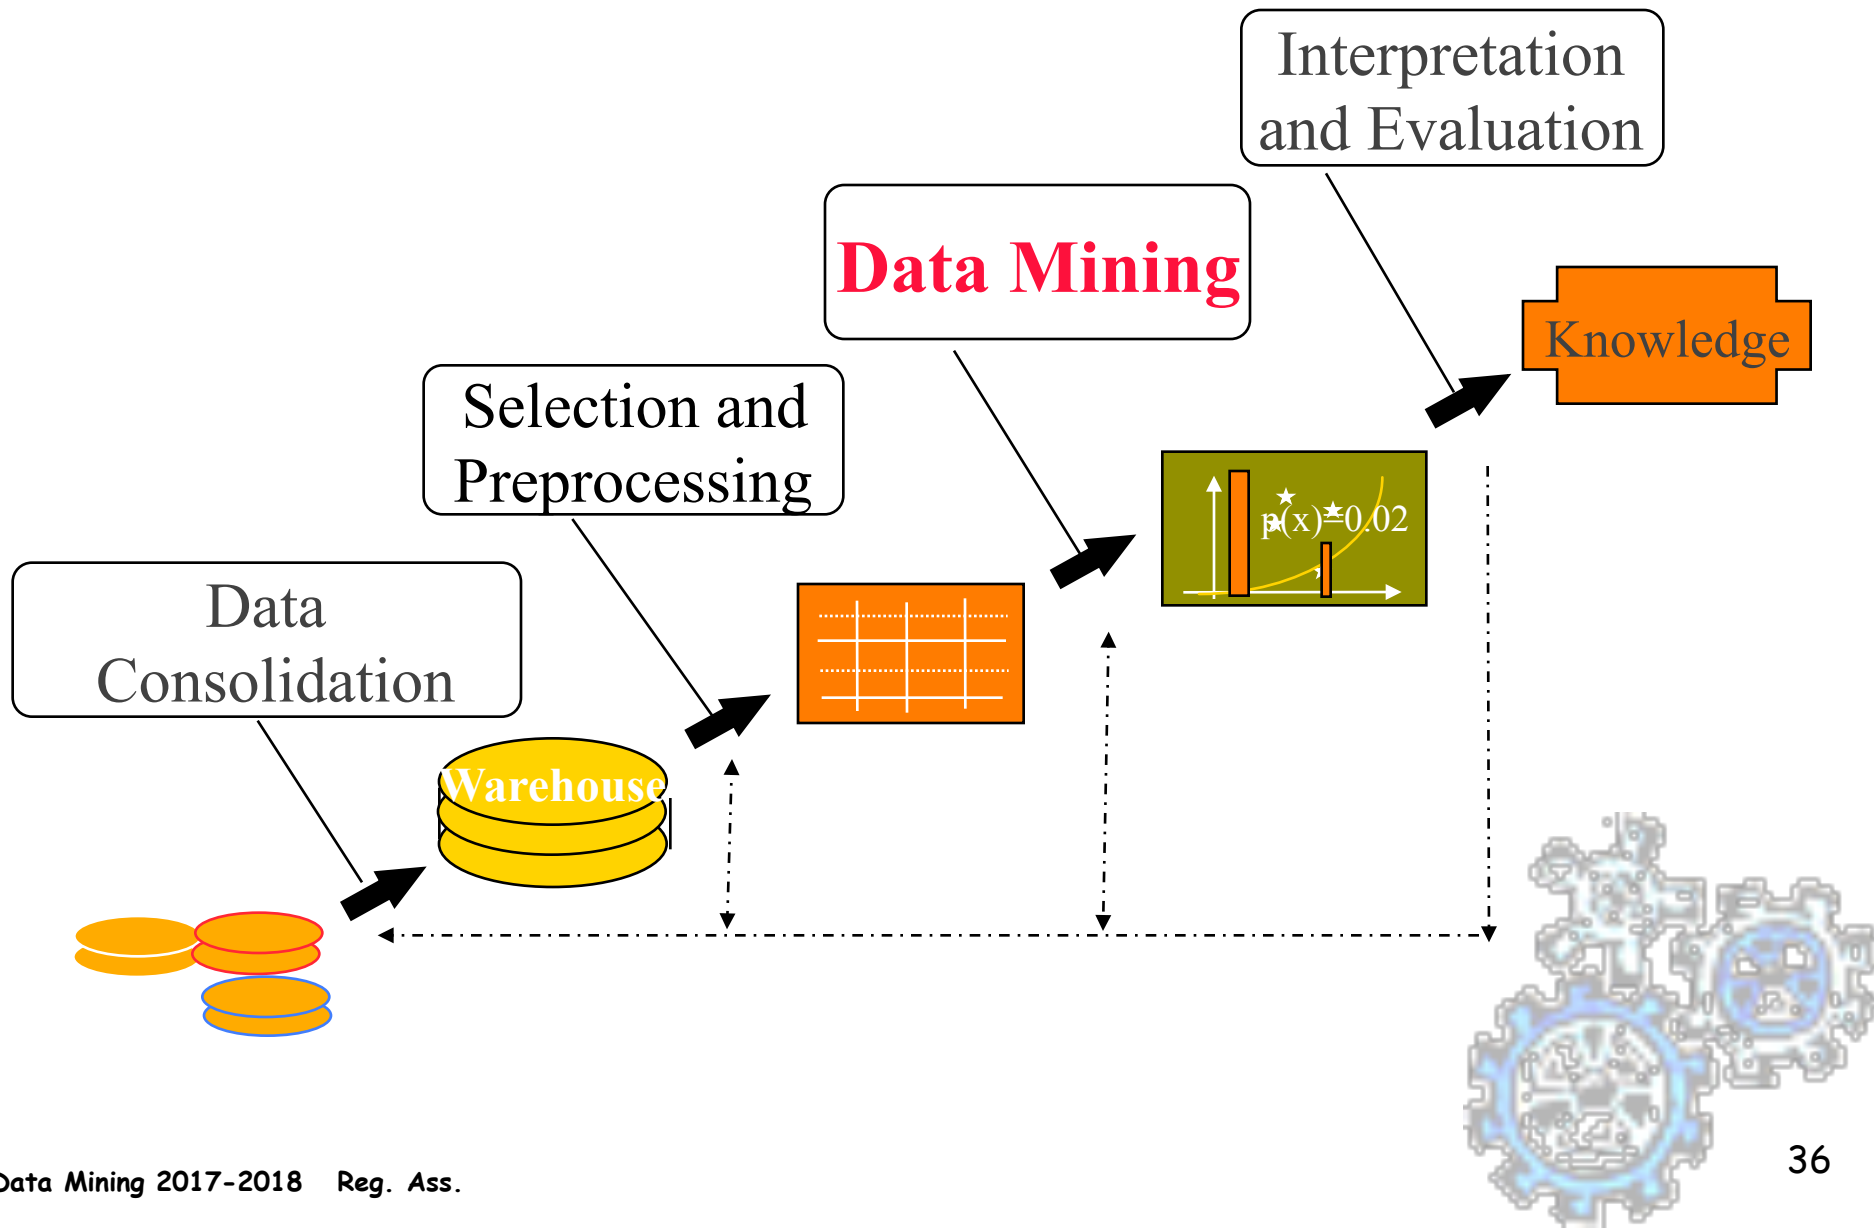 Interpretation
and Evaluation
Data Mining
Knowledge
Selection and
Preprocessing
p(x)=0.02
Data
Consolidation
Warehouse
36
Data Mining 2017-2018 Reg. Ass.